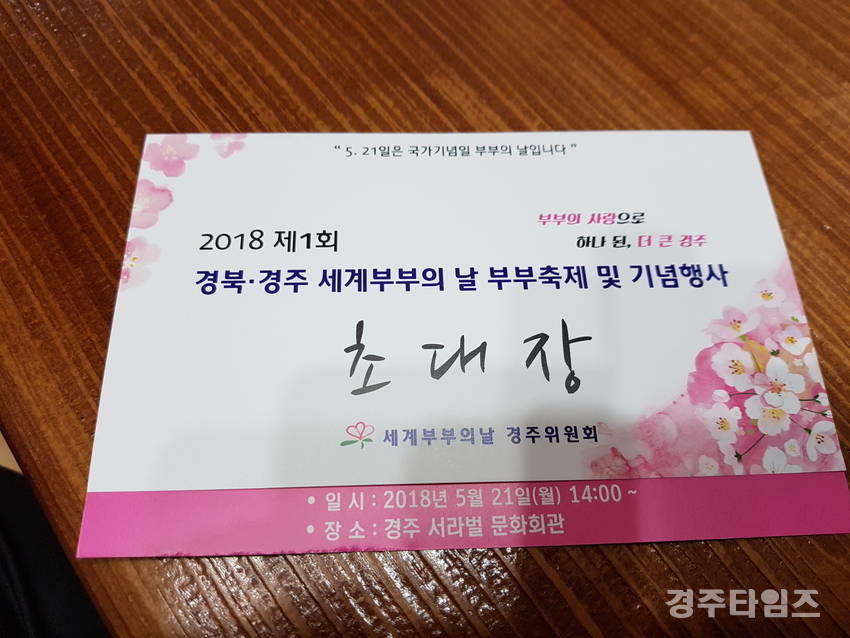 " 5. 21일은 국가기념일 부부의 날입니다 "
부부의 사랑으로
하나 된, 더 큰 경주
2018 제1회
경북·경주 세계부부의 날 부부축제 및 기념행사
초대장
세계부부의날 경주위원회
• 일 시 : 2018년 5월 21일(월) 14:00 ~
• 장 소 : 경주 서라벌 문화회관
경주타임즈